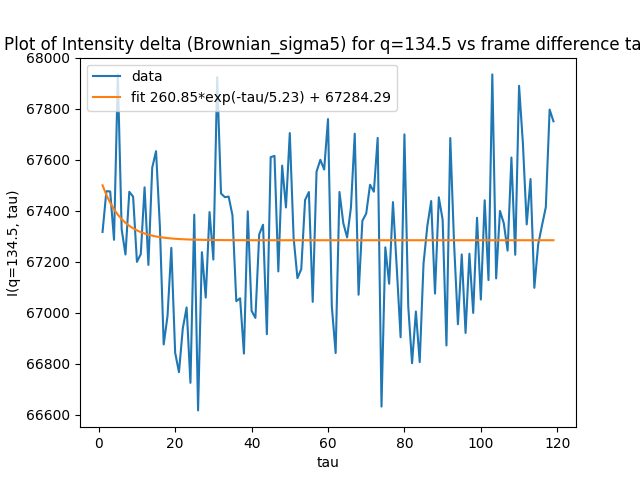 Plot of Intensity delta (Brownian_sigma5) for q=134.5 vs frame difference ta
68000
67800
67600
67400
67200
67000
66800
66600
I(q=134.5, tau)
data
fit 260.85*exp(-tau/5.23) + 67284.29
0 20 40 60 80 100 120
tau